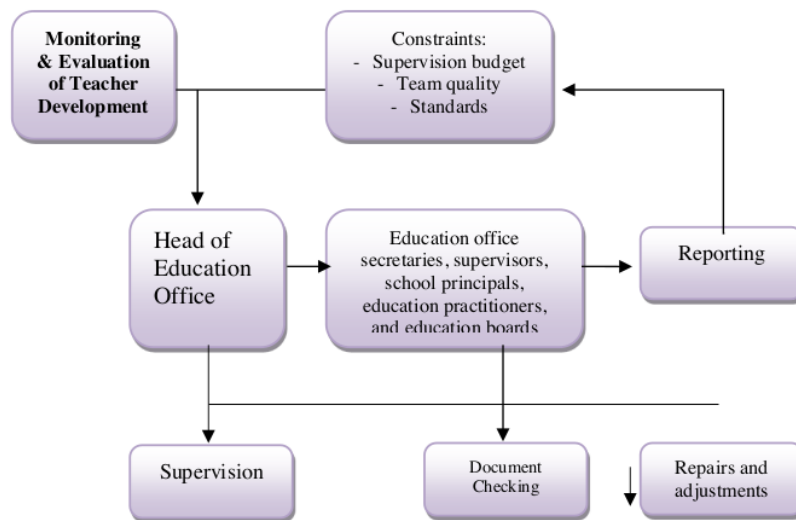 Monitoring
& Evaluation
of Teacher
Development
Constraints:
- Supervision budget
- Team quality
- Standards
Head of
Education
Office
Education office
secretaries, supervisors,
school principals,
education practitioners,
and education boards
Reporting
Supervision
Document
Checking
Repairs and
adjustments